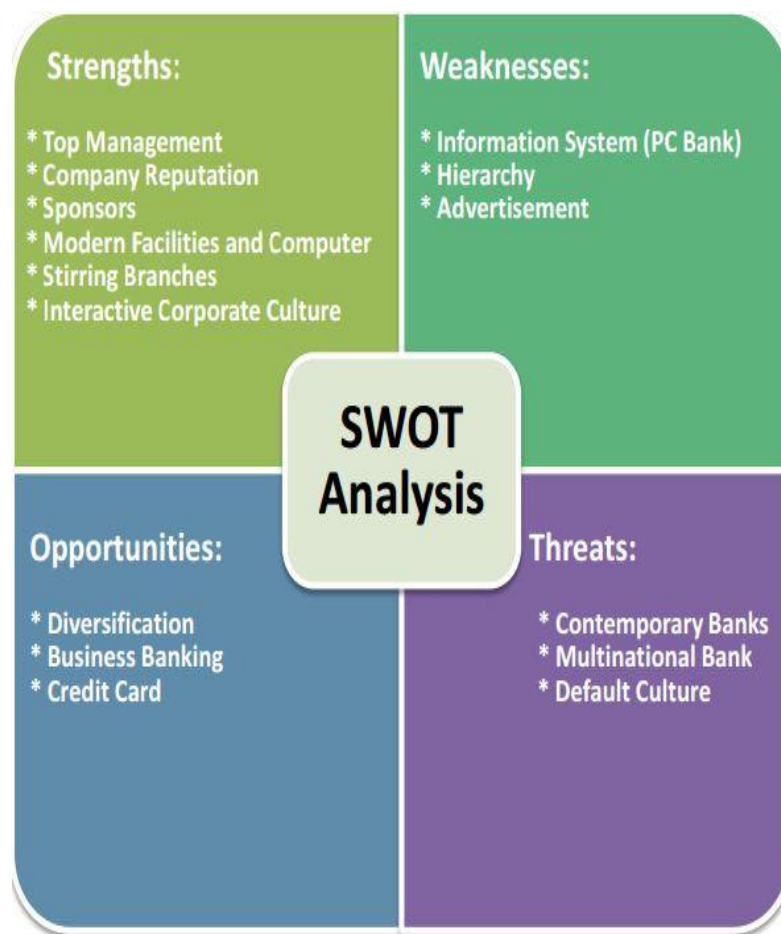 Strengths:
* Top Management
* Company Reputation
* Sponsors
* Modern Facilities and Computer
* Stirring Branches
* Interactive Corporate Culture
Weaknesses:
* Information System (PC Bank)
* Hierarchy
* Advertisement
SWOT
Analysis
Opportunities:
* Diversification
* Business Banking
* Credit Card
Threats:
* Contemporary Banks
* Multinational Bank
* Default Culture